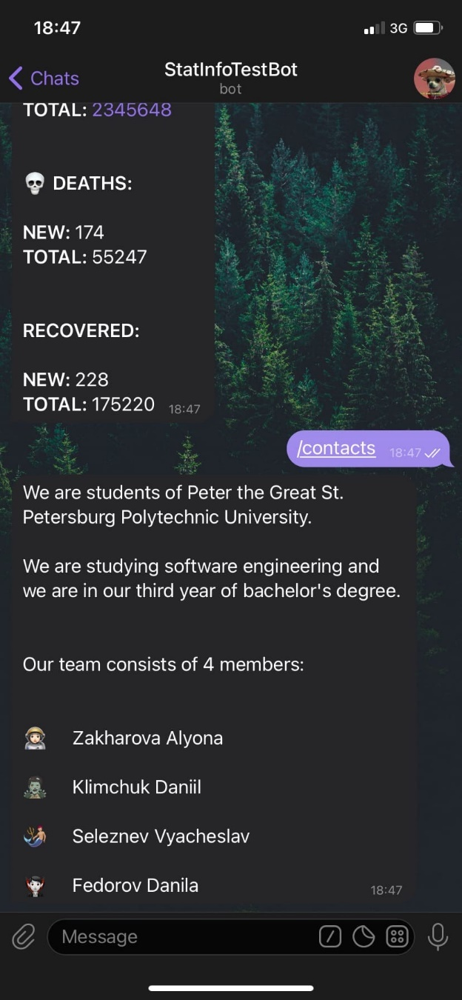 18:47
3G
Chats
StatInfoTestBot
bot
TOTAL: 2345648
DEATHS:
NEW: 174
TOTAL: 55247
RECOVERED:
NEW: 228
TOTAL: 175220 18:47
/contacts 18:47
We are students of Peter the Great St.
Petersburg Polytechnic University.
We are studying software engineering and
we are in our third year of bachelor's degree.
Our team consists of 4 members:
Zakharova Alyona
Klimchuk Daniil
Seleznev Vyacheslav
Fedorov Danila
18:47
Message